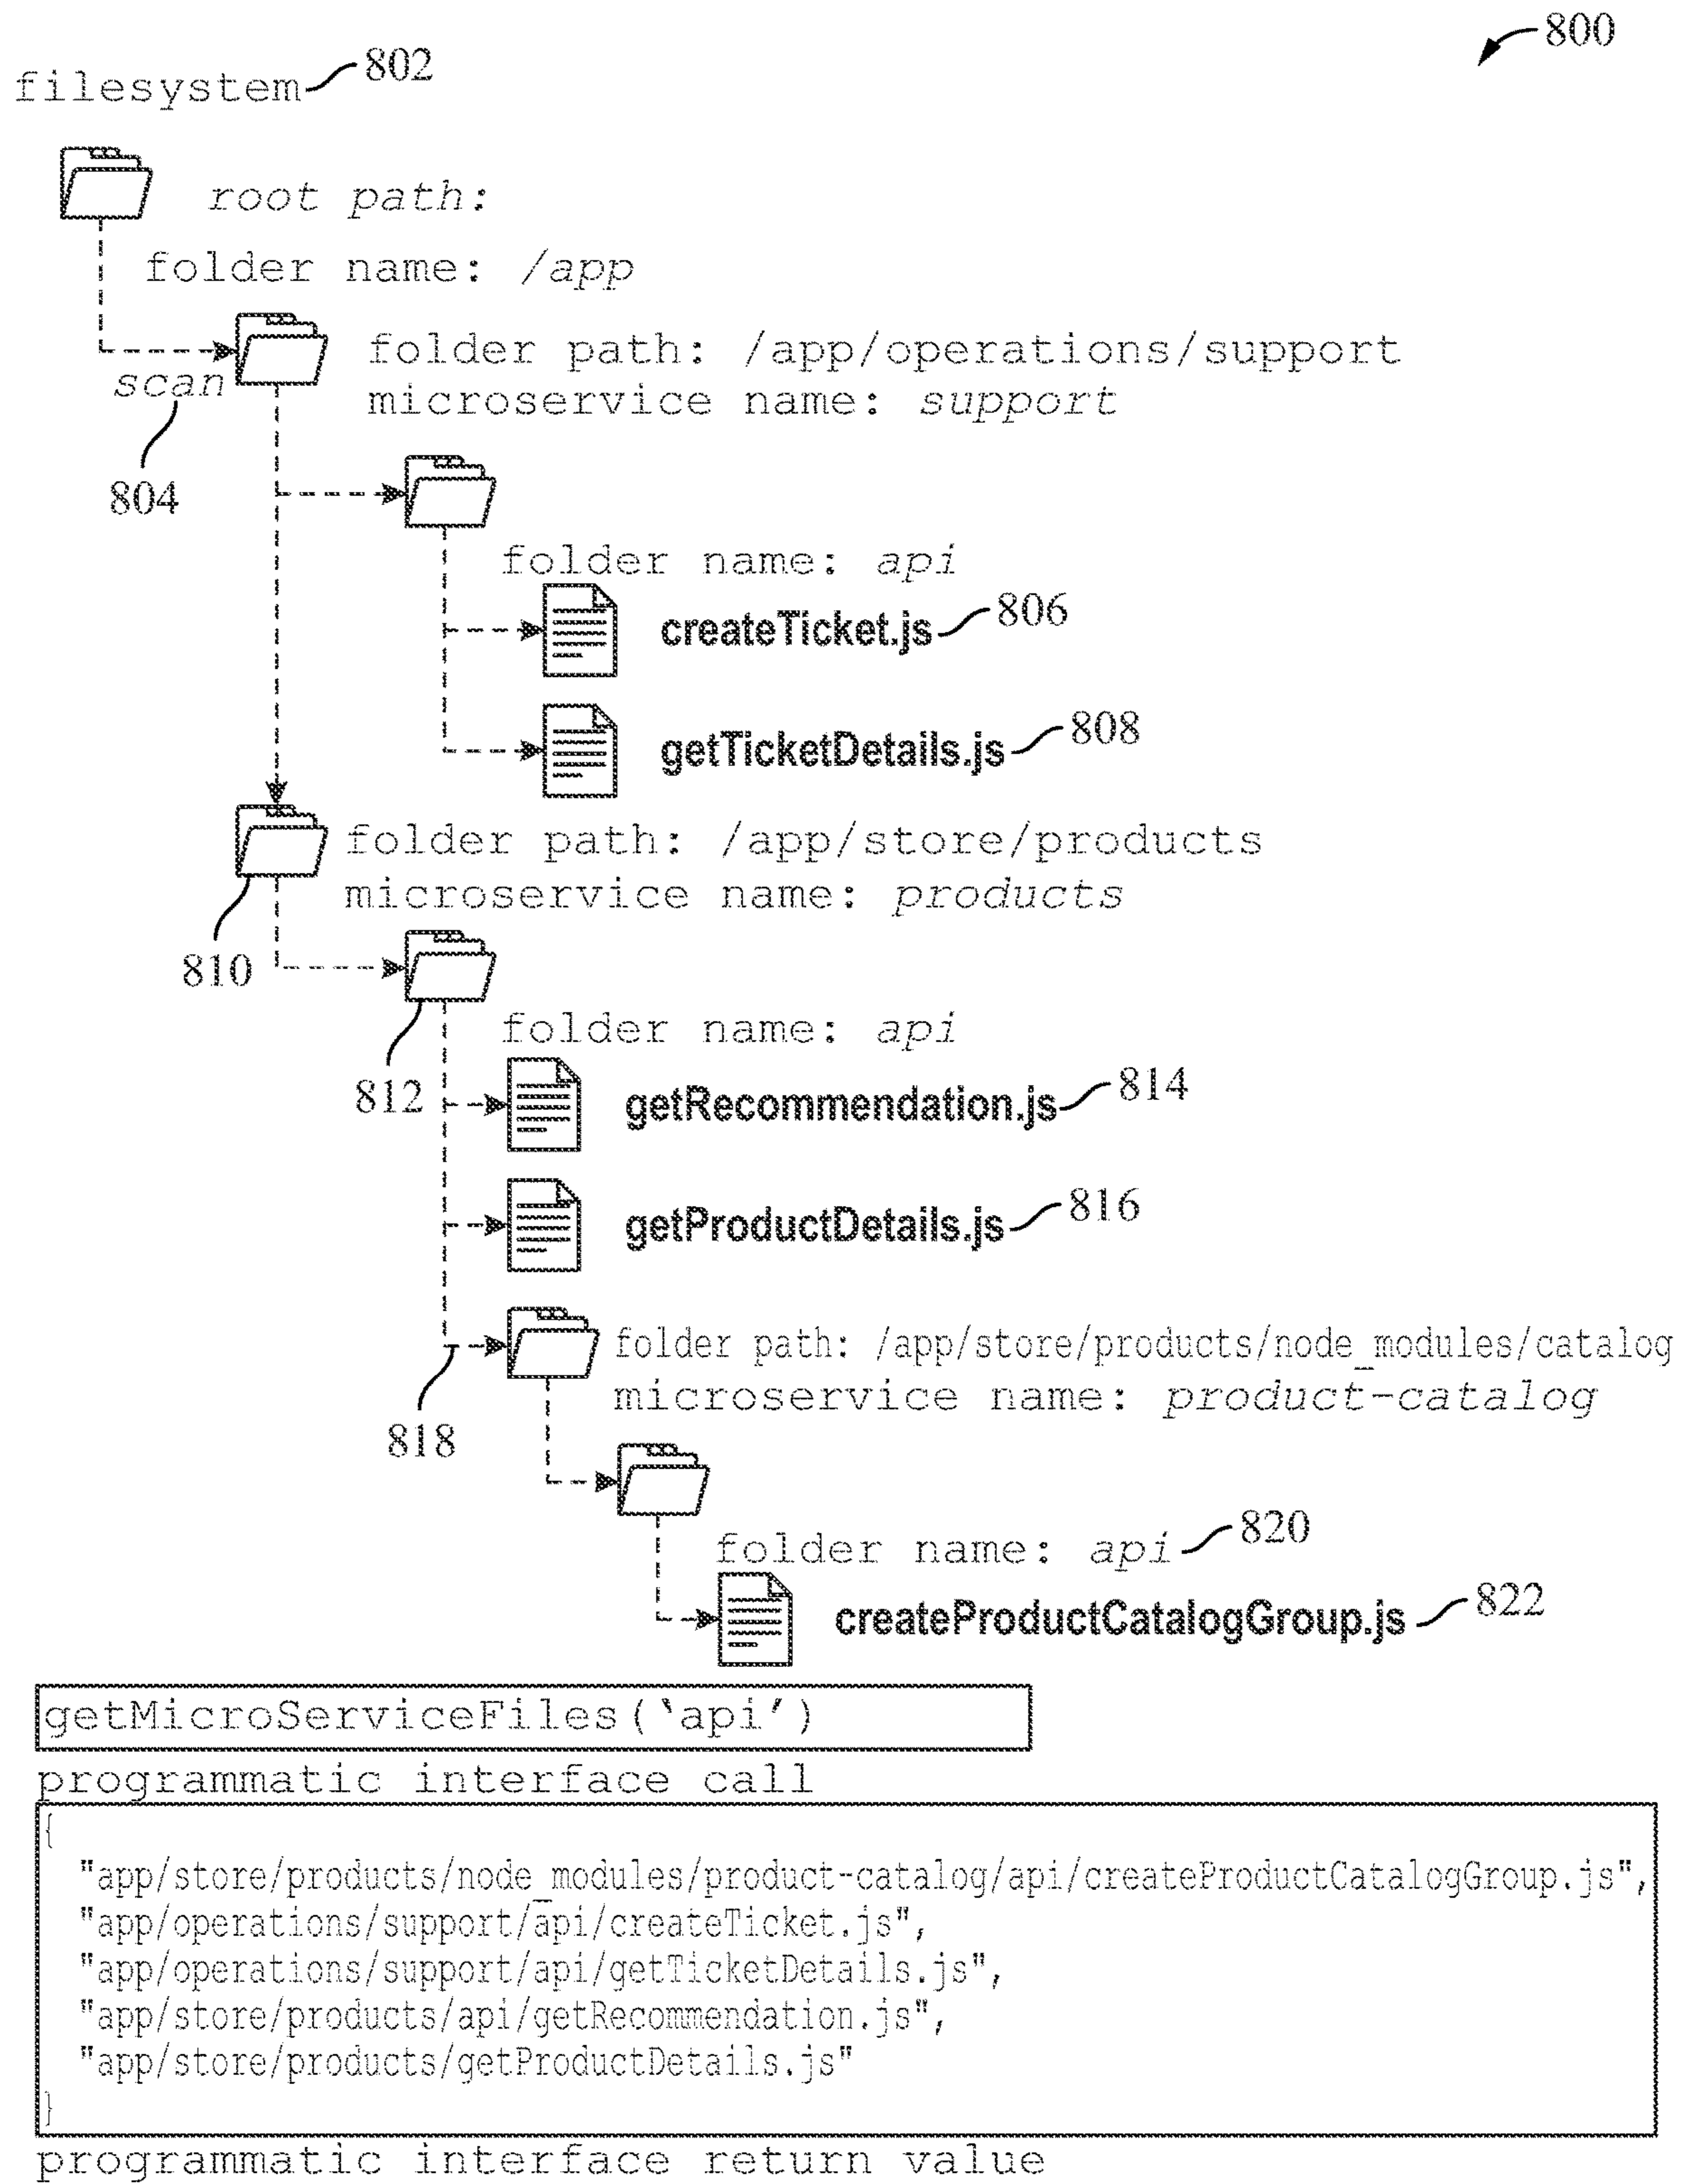 800
filesystem 802
root path:
folder name: /app
folder path: /app/operations/support
scan
microservice name: support
804
folder name: api
createTicket.js 806
getTicketDetails.js 808
folder path: /app/store/products
microservice name: products
810
folder name: api
812
getRecommendation.js 814
getProductDetails.js 816
folder path: /app/store/products/node_modules/catalog
microservice name: product-catalog
818
folder name: api 820
createProductCatalogGroup.js 822
getMicroServiceFiles(‘api’)
programmatic interface call
{
"app/store/products/node_modules/product-catalog/api/createProductCatalogGroup.js",
"app/operations/support/api/createTicket.js",
"app/operations/support/api/getTicketDetails.js",
"app/store/products/api/getRecommendation.js",
"app/store/products/getProductDetails.js"
}
programmatic interface return value